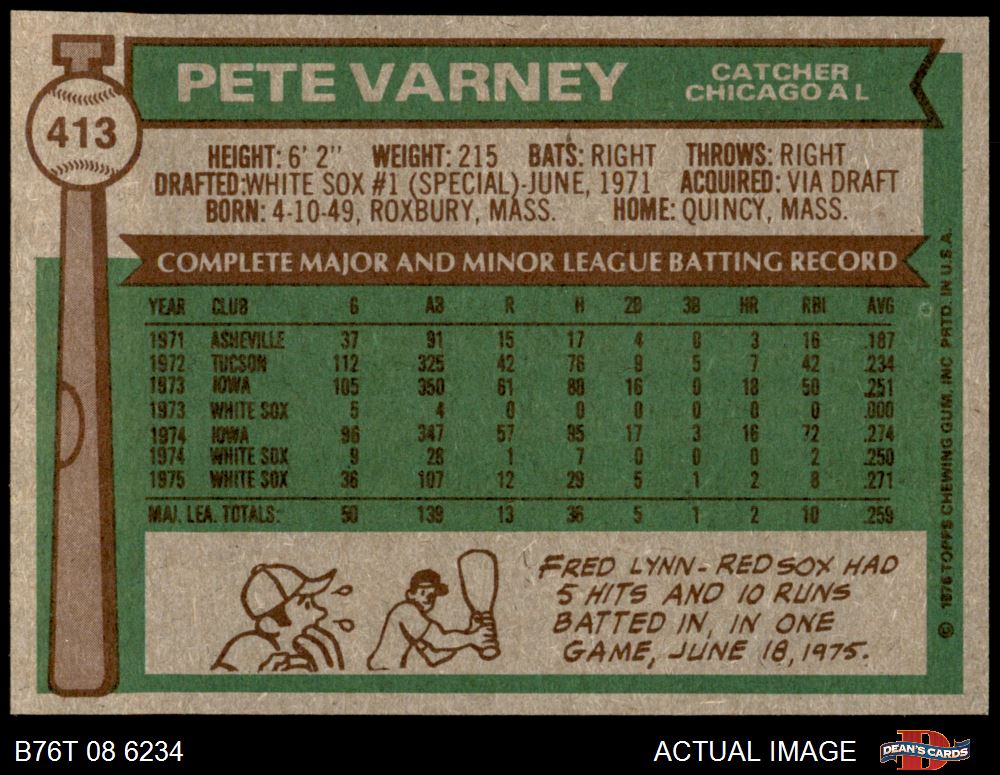 413
PETE VARNEY
CATCHER
CHICAGO A L
HEIGHT: 6' 2" WEIGHT: 215 BATS: RIGHT THROWS: RIGHT
DRAFTED: WHITE SOX #1 (SPECIAL)-JUNE, 1971 ACQUIRED: VIA DRAFT
BORN: 4-10-49, ROXBURY, MASS. HOME: QUINCY, MASS.
COMPLETE MAJOR AND MINOR LEAGUE BATTING RECORD
YEAR CLUB G AB R H 2B 3B HR RBI AVG
1971 ASHEVILLE 37 91 15 17 4 0 3 16 .187
1972 TUCSON 112 325 42 76 9 5 7 42 .234
1973 IOWA 105 350 61 88 16 0 18 50 .251
1973 WHITE SOX 5 4 0 0 0 0 0 0 .000
1974 IOWA 96 347 57 95 17 3 16 72 .274
1974 WHITE SOX 9 28 1 7 0 0 0 2 .250
1975 WHITE SOX 36 107 12 29 5 1 2 8 .271
MAJ. LEA. TOTALS: 50 139 13 36 5 1 2 10 .259
FRED LYNN-RED SOX HAD
5 HITS AND 10 RUNS
BATTED IN, IN ONE
GAME, JUNE 18, 1975.
© 1976 TOPPS CHEWING GUM, INC PRTD. IN U.S.A.
B76T 08 6234
ACTUAL IMAGE
DEAN'S CARDS